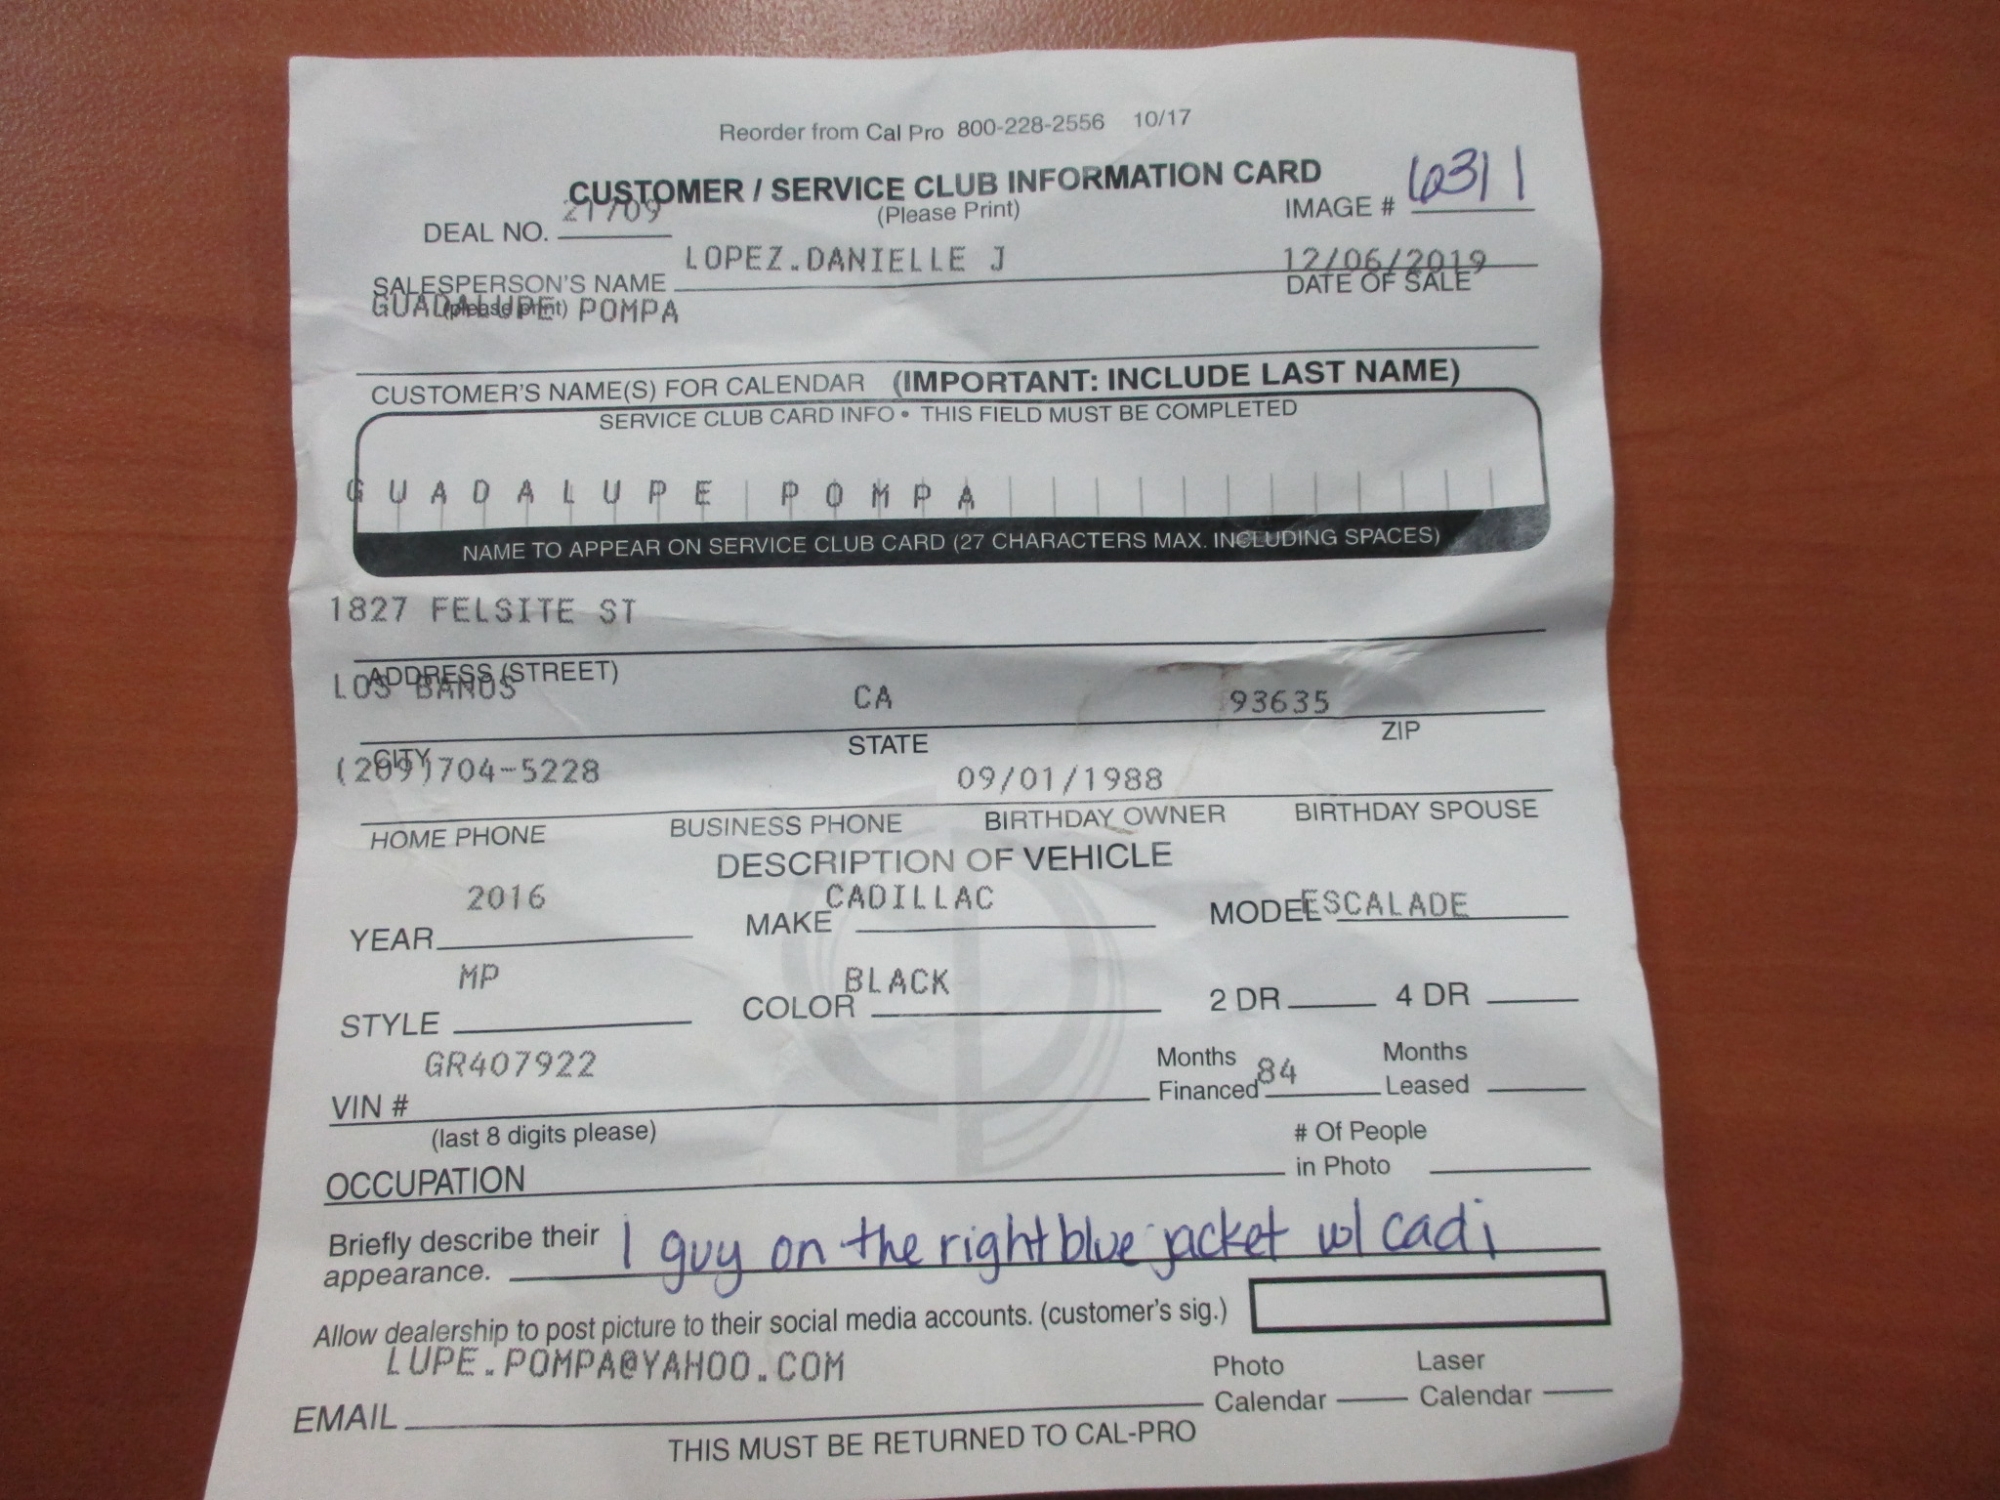 Reorder from Cal Pro 800-228-2556 10/17
CUSTOMER / SERVICE CLUB INFORMATION CARD
(Please Print)
IMAGE # 6311
DEAL NO. 21709
LOPEZ.DANIELLE J 12/06/2019
SALESPERSON'S NAME DATE OF SALE
(please print)
GUADALUPE POMPA
CUSTOMER'S NAME(S) FOR CALENDAR (IMPORTANT: INCLUDE LAST NAME)
SERVICE CLUB CARD INFO • THIS FIELD MUST BE COMPLETED
GUADALUPE POMPA
NAME TO APPEAR ON SERVICE CLUB CARD (27 CHARACTERS MAX. INCLUDING SPACES)
1827 FELSITE ST
ADDRESS (STREET)
LOS BANOS CA 93635
CITY STATE ZIP
(209)704-5228 09/01/1988
HOME PHONE BUSINESS PHONE BIRTHDAY OWNER BIRTHDAY SPOUSE
DESCRIPTION OF VEHICLE
YEAR 2016 MAKE CADILLAC MODEL ESCALADE
STYLE MP COLOR BLACK 2 DR 4 DR
VIN # GR407922 Months Financed 84 Months Leased
(last 8 digits please)
OCCUPATION # Of People in Photo
Briefly describe their appearance. 1 guy on the right blue jacket w/ cadi
Allow dealership to post picture to their social media accounts. (customer's sig.)
EMAIL LUPE.POMPA@YAHOO.COM Photo Calendar Laser Calendar
THIS MUST BE RETURNED TO CAL-PRO